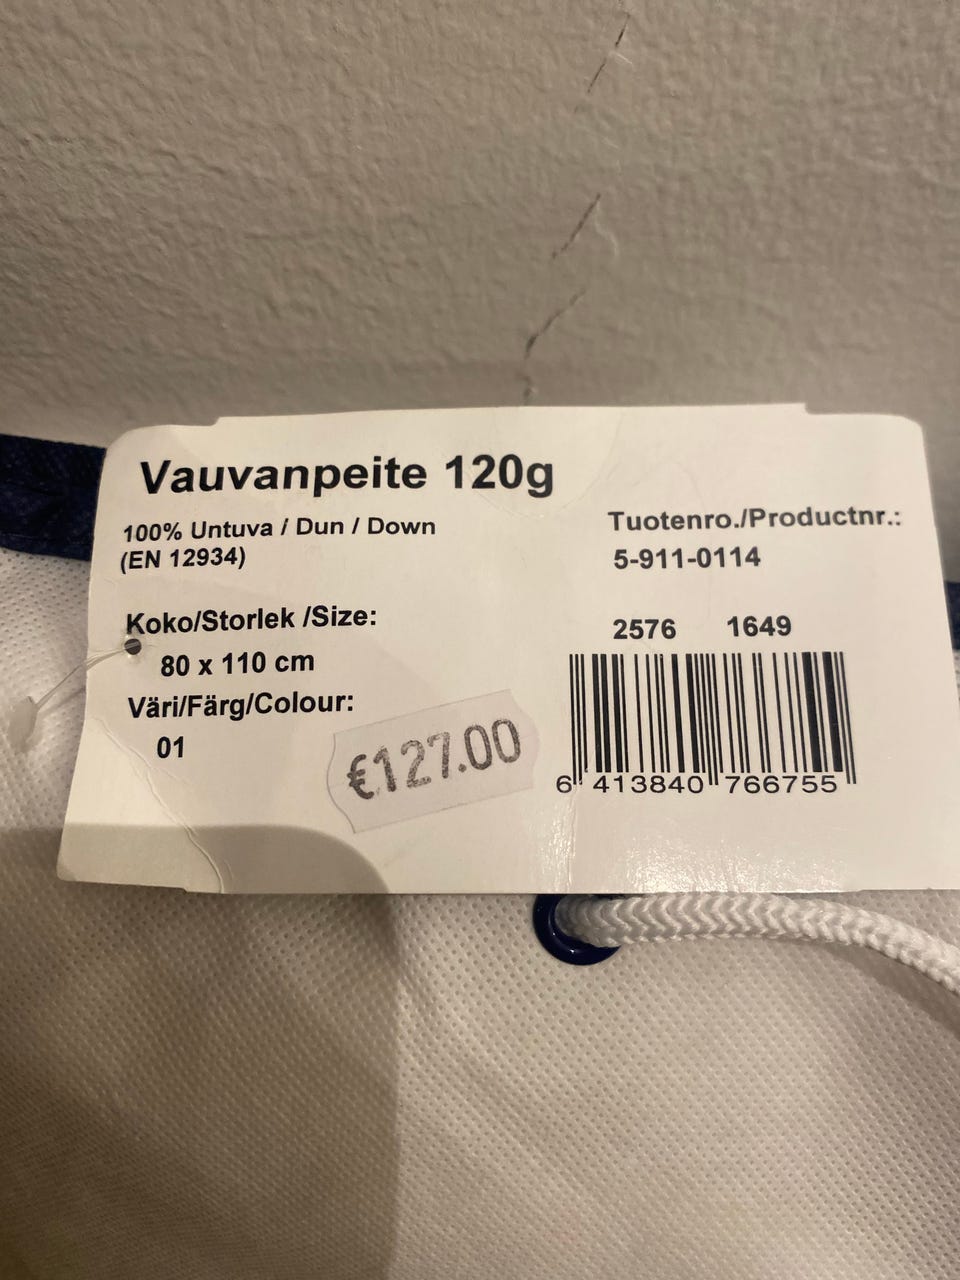 Vauvanpeite 120g
100% Untuva / Dun / Down
(EN 12934)
Koko/Storlek /Size:
80 x 110 cm
Väri/Färg/Colour:
01
€127.00
Tuotenro./Productnr.:
5-911-0114
2576 1649
6 413840 766755